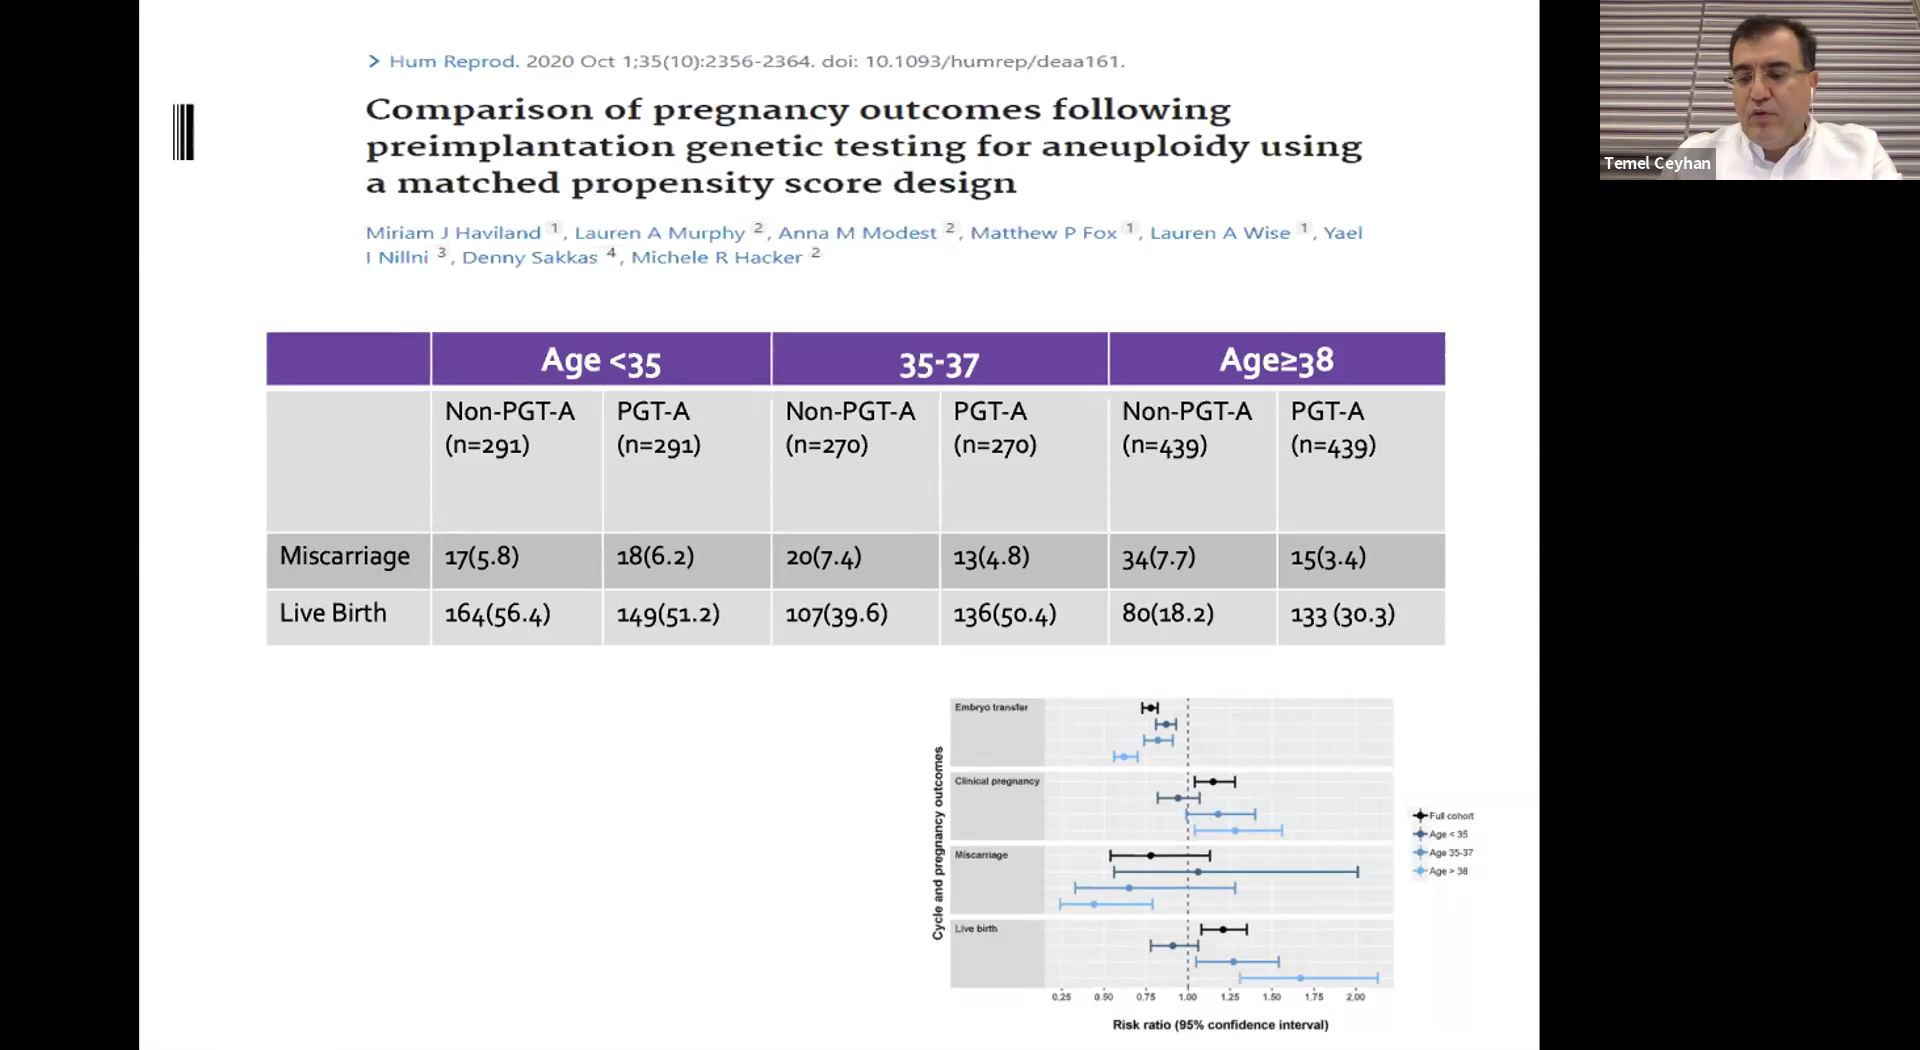 > Hum Reprod. 2020 Oct 1;35(10):2356-2364. doi: 10.1093/humrep/deaa161.
Comparison of pregnancy outcomes following
preimplantation genetic testing for aneuploidy using
a matched propensity score design
Miriam J Haviland 1, Lauren A Murphy 2, Anna M Modest 2, Matthew P Fox 1, Lauren A Wise 1, Yael
I Nillni 3, Denny Sakkas 4, Michele R Hacker 2
Temel Ceyhan
Age <35 35-37 Age≥38
Non-PGT-A (n=291) PGT-A (n=291) Non-PGT-A (n=270) PGT-A (n=270) Non-PGT-A (n=439) PGT-A (n=439)
Miscarriage 17(5.8) 18(6.2) 20(7.4) 13(4.8) 34(7.7) 15(3.4)
Live Birth 164(56.4) 149(51.2) 107(39.6) 136(50.4) 80(18.2) 133 (30.3)
Cycle and pregnancy outcomes
Embryo transfer
Clinical pregnancy
Miscarriage
Live birth
0.25 0.50 0.75 1.00 1.25 1.50 1.75 2.00
Risk ratio (95% confidence interval)
Full cohort
Age < 35
Age 35-37
Age > 38